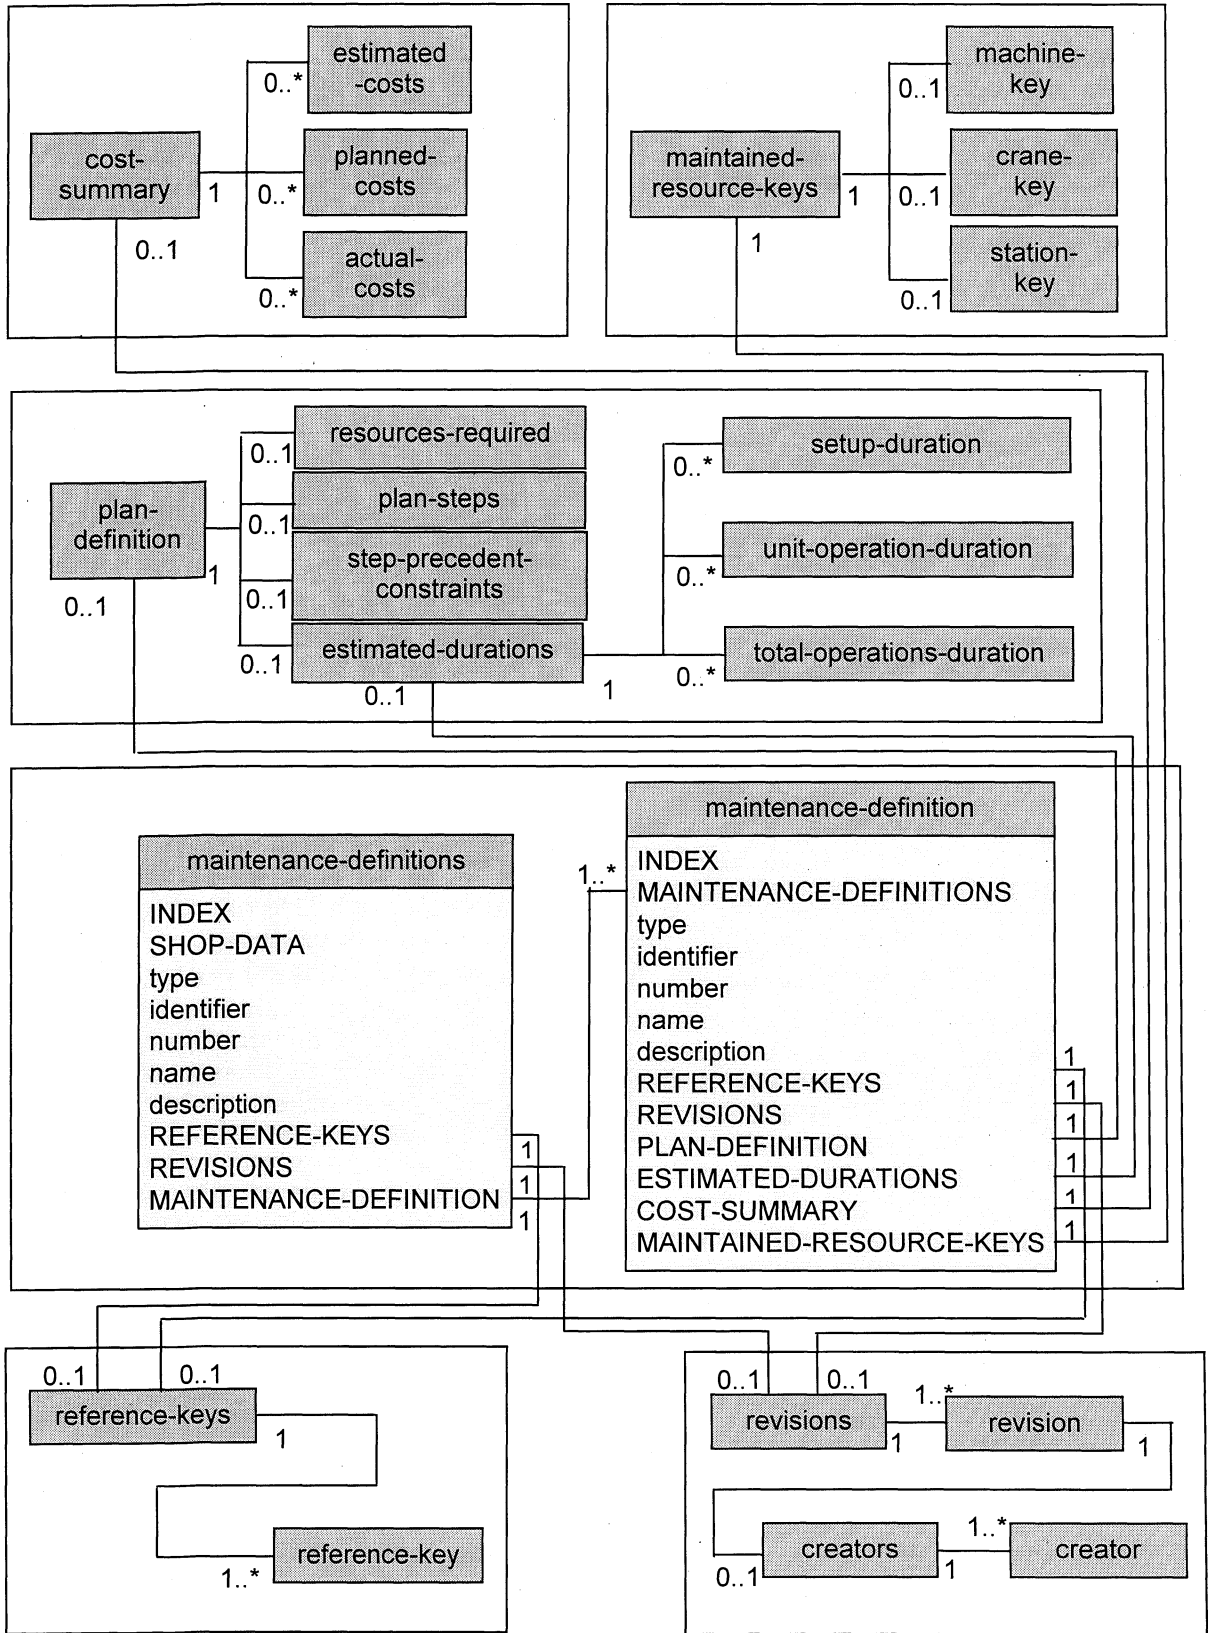 estimated
-costs
0..*
cost-
summary
1
planned-
costs
0..*
0..1
actual-
costs
0..*
machine-
key
0..1
maintained-
resource-keys
1
crane-
key
0..1
1
station-
key
0..1
resources-required
0..1
setup-duration
0..*
plan-
definition
1
0..1
plan-steps
0..1
step-precedent-
constraints
0..1
unit-operation-duration
0..*
estimated-durations
0..1
0..1
1
total-operations-duration
0..*
maintenance-definitions
INDEX
SHOP-DATA
type
identifier
number
name
description
REFERENCE-KEYS
1
REVISIONS
1
MAINTENANCE-DEFINITION
1
maintenance-definition
1..*
INDEX
MAINTENANCE-DEFINITIONS
type
identifier
number
name
description
1
REFERENCE-KEYS
1
REVISIONS
1
PLAN-DEFINITION
1
ESTIMATED-DURATIONS
1
COST-SUMMARY
1
MAINTAINED-RESOURCE-KEYS
0..1
0..1
reference-keys
1
reference-key
1..*
0..1
0..1
revisions
1
1..*
revision
1
creators
0..1
1
1..*
creator